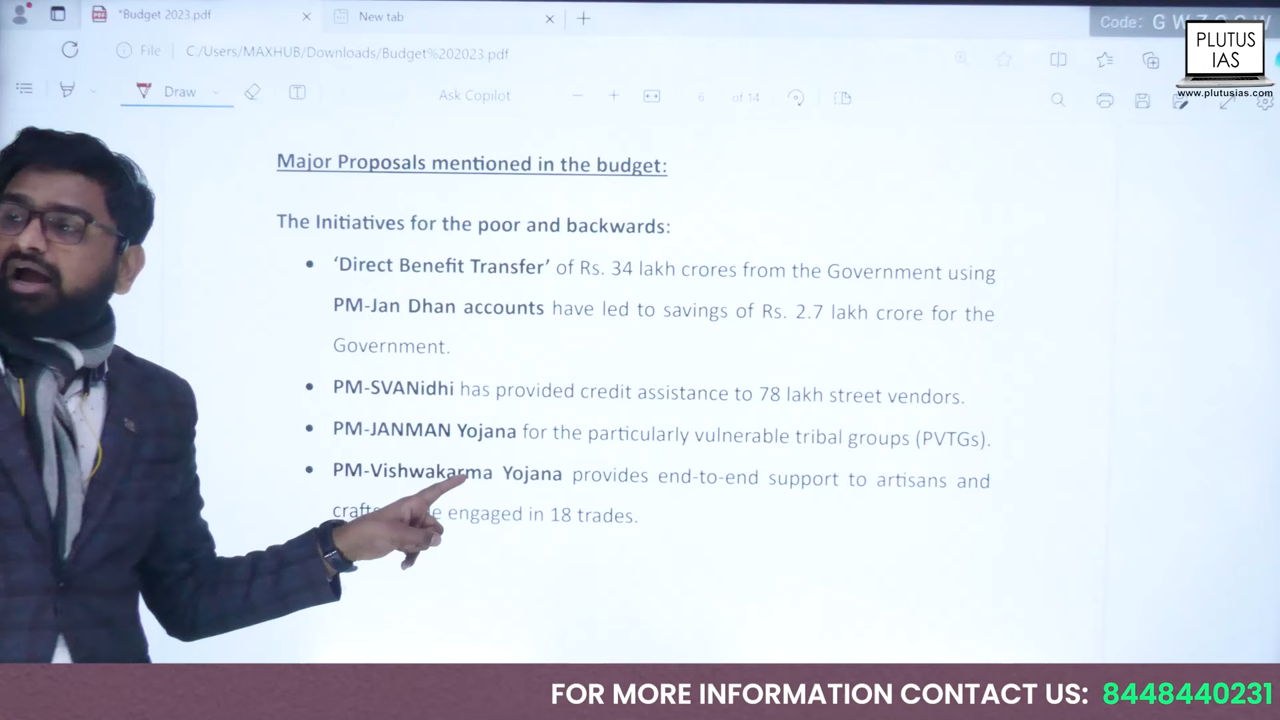 *Budget 2023.pdf
New tab
Code: G W
File
C:/Users/MAXHUB/Downloads/Budget%202023.pdf
PLUTUS
IAS
www.plutusias.com
Draw
Ask Copilot
6 of 14
Major Proposals mentioned in the budget:
The Initiatives for the poor and backwards:
• 'Direct Benefit Transfer' of Rs. 34 lakh crores from the Government using
PM-Jan Dhan accounts have led to savings of Rs. 2.7 lakh crore for the
Government.
• PM-SVANidhi has provided credit assistance to 78 lakh street vendors.
• PM-JANMAN Yojana for the particularly vulnerable tribal groups (PVTGs).
• PM-Vishwakarma Yojana provides end-to-end support to artisans and
engaged in 18 trades.
FOR MORE INFORMATION CONTACT US: 8448440231